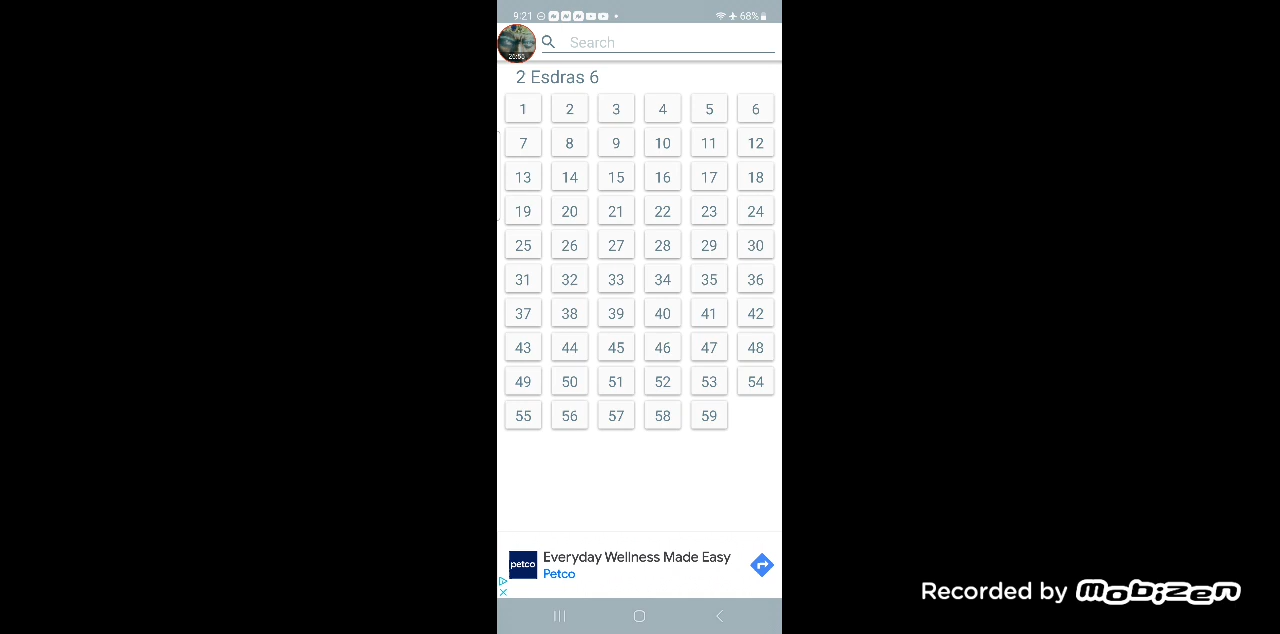 9:21 68%
26:53
Search
2 Esdras 6
1 2 3 4 5 6
7 8 9 10 11 12
13 14 15 16 17 18
19 20 21 22 23 24
25 26 27 28 29 30
31 32 33 34 35 36
37 38 39 40 41 42
43 44 45 46 47 48
49 50 51 52 53 54
55 56 57 58 59
petco Everyday Wellness Made Easy
Petco
Recorded by mobizen